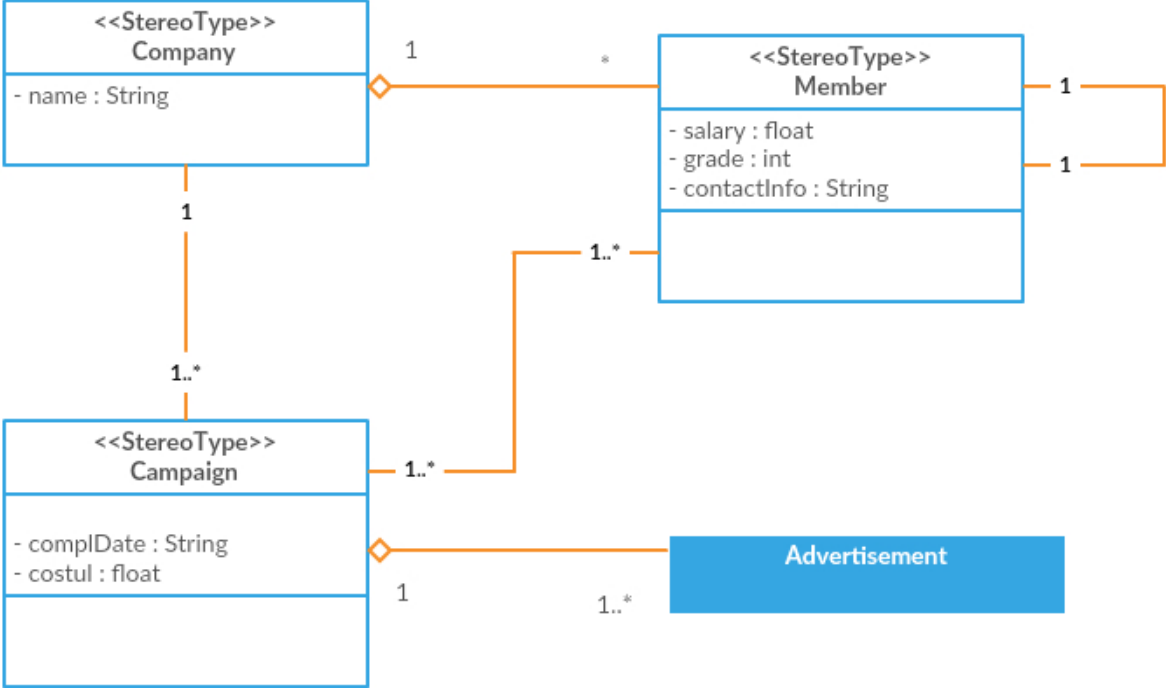 <<StereoType>>
Company
- name : String
1
*
<<StereoType>>
Member
- salary : float
- grade : int
- contactInfo : String
1
1
1
1..*
1..*
<<StereoType>>
Campaign
1..*
- complDate : String
- costul : float
1
1..*
Advertisement